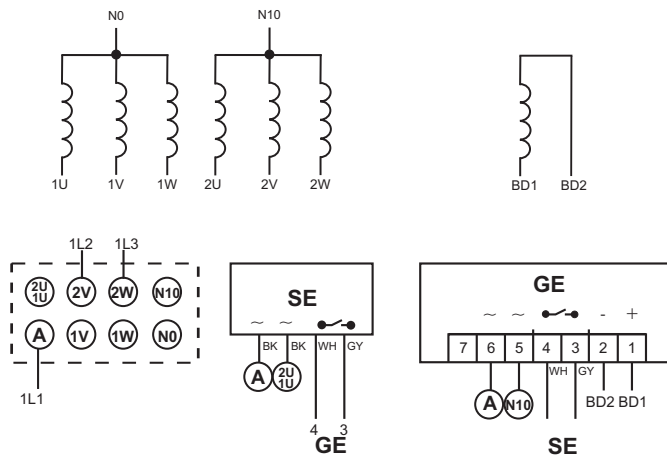 N0 N10
1U 1V 1W 2U 2V 2W BD1 BD2
1L2 1L3
2U 1U 2V 2W N10
A 1V 1W N0
1L1
SE
~ ~
BK BK WH GY
A 2U 1U
4 3
GE
GE
~ ~ - +
7 6 5 4 3 2 1
WH GY
A N10 BD2 BD1
SE